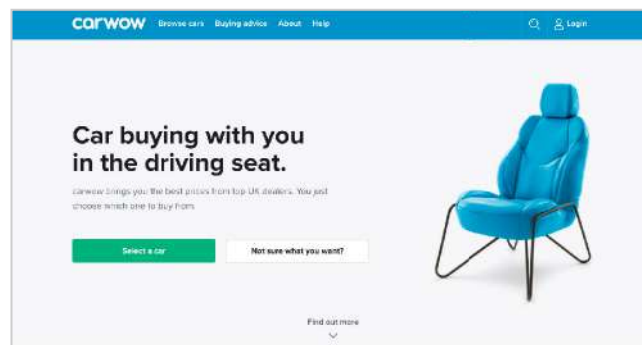 carwow Browse cars Buying advice About Help Login
Car buying with you
in the driving seat.
carwow brings you the best prices from top UK dealers. You just
choose which one to buy from.
Select a car Not sure what you want?
Find out more